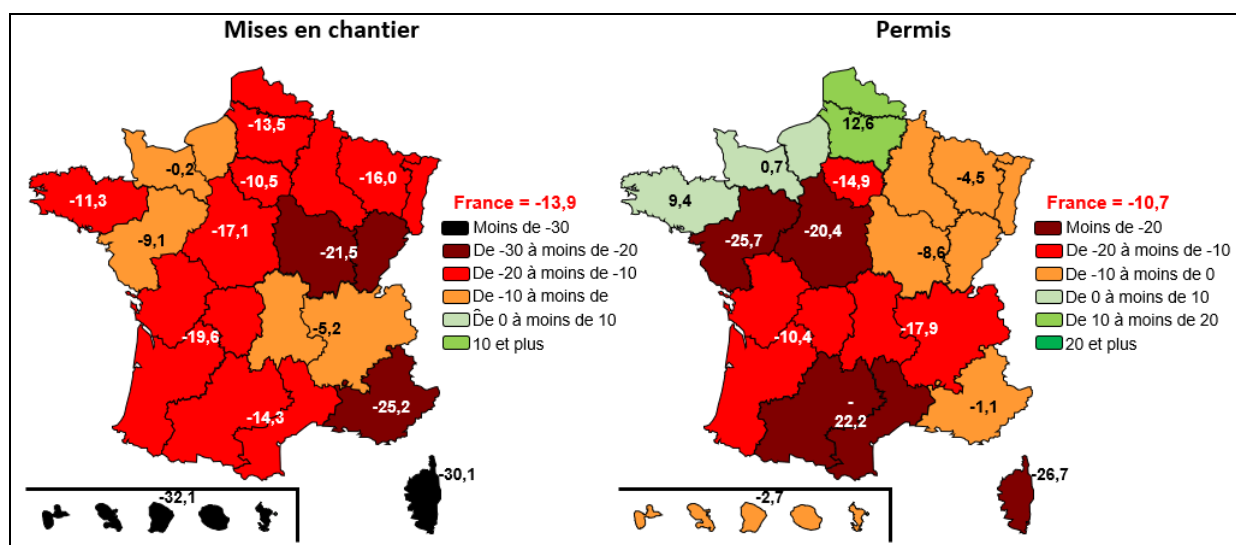 Mises en chantier
-13,5
-0,2
-10,5
-16,0
-11,3
-9,1
-17,1
-21,5
-5,2
-19,6
-14,3
-25,2
-30,1
-32,1
France = -13,9
Moins de -30
De -30 à moins de -20
De -20 à moins de -10
De -10 à moins de
De 0 à moins de 10
10 et plus
Permis
12,6
0,7
-14,9
-4,5
9,4
-25,7
-20,4
-8,6
-17,9
-10,4
-
22,2
-1,1
-26,7
-2,7
France = -10,7
Moins de -20
De -20 à moins de -10
De -10 à moins de 0
De 0 à moins de 10
De 10 à moins de 20
20 et plus